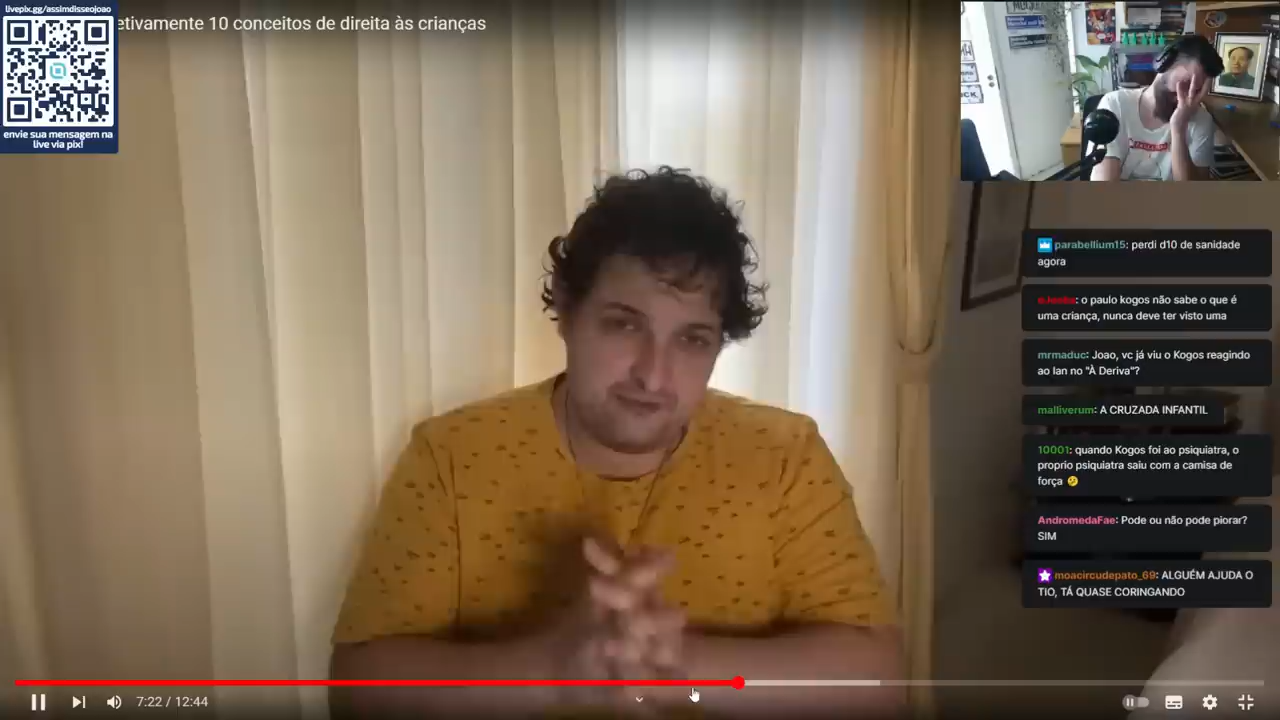 livepix.gg/assimdisseojoao
etivamente 10 conceitos de direita às crianças
envie sua mensagem na
live via pix!
parabellium15: perdi d10 de sanidade
agora
: o paulo kogos não sabe o que é
uma criança, nunca deve ter visto uma
mrmaduc: Joao, vc já viu o Kogos reagindo
ao Ian no "À Deriva"?
malliverum: A CRUZADA INFANTIL
10001: quando Kogos foi ao psiquiatra, o
proprio psiquiatra saiu com a camisa de
força 🫤
AndromedaFae: Pode ou não pode piorar?
SIM
moacircudepato_69: ALGUÉM AJUDA O
TIO, TÁ QUASE CORINGANDO
7:22 / 12:44